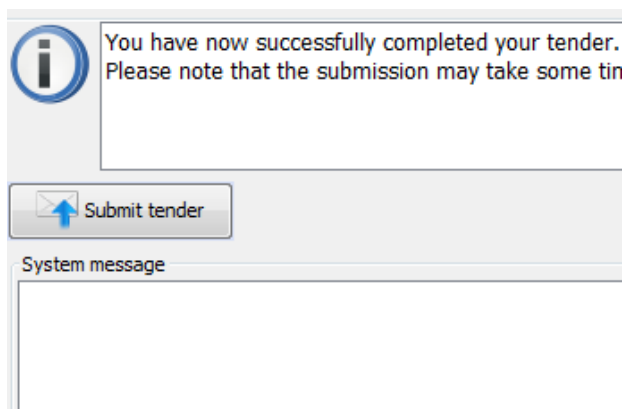 You have now successfully completed your tender.
Please note that the submission may take some
Submit tender
System message